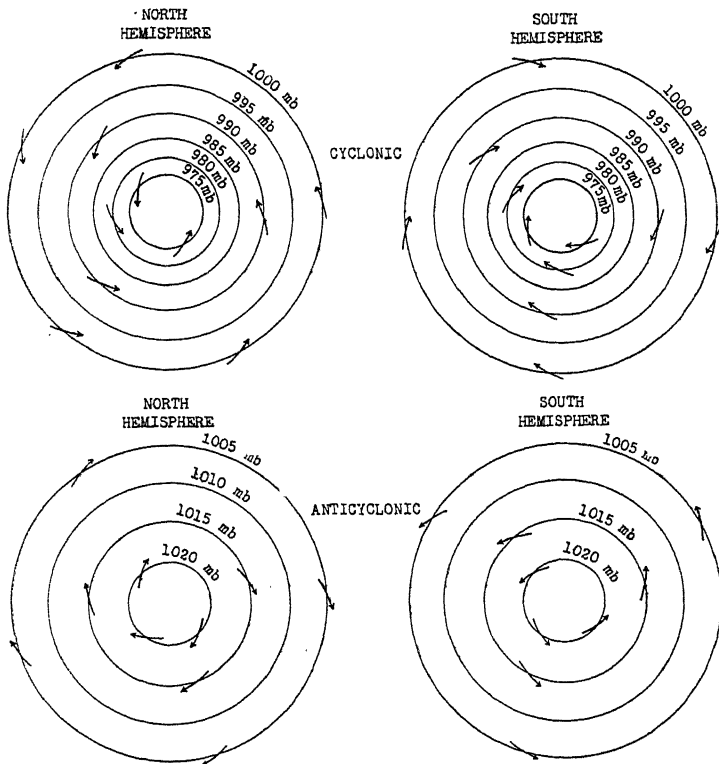 NORTH
HEMISPHERE
SOUTH
HEMISPHERE
1000 mb
995 mb
990 mb
985 mb
980 mb
975mb
CYCLONIC
1000 mb
995 mb
990 mb
985 mb
980 mb
975mb
NORTH
HEMISPHERE
SOUTH
HEMISPHERE
1005 mb
1010 mb
1015 mb
1020 mb
ANTICYCLONIC
1005 mb
1015 mb
1020 mb